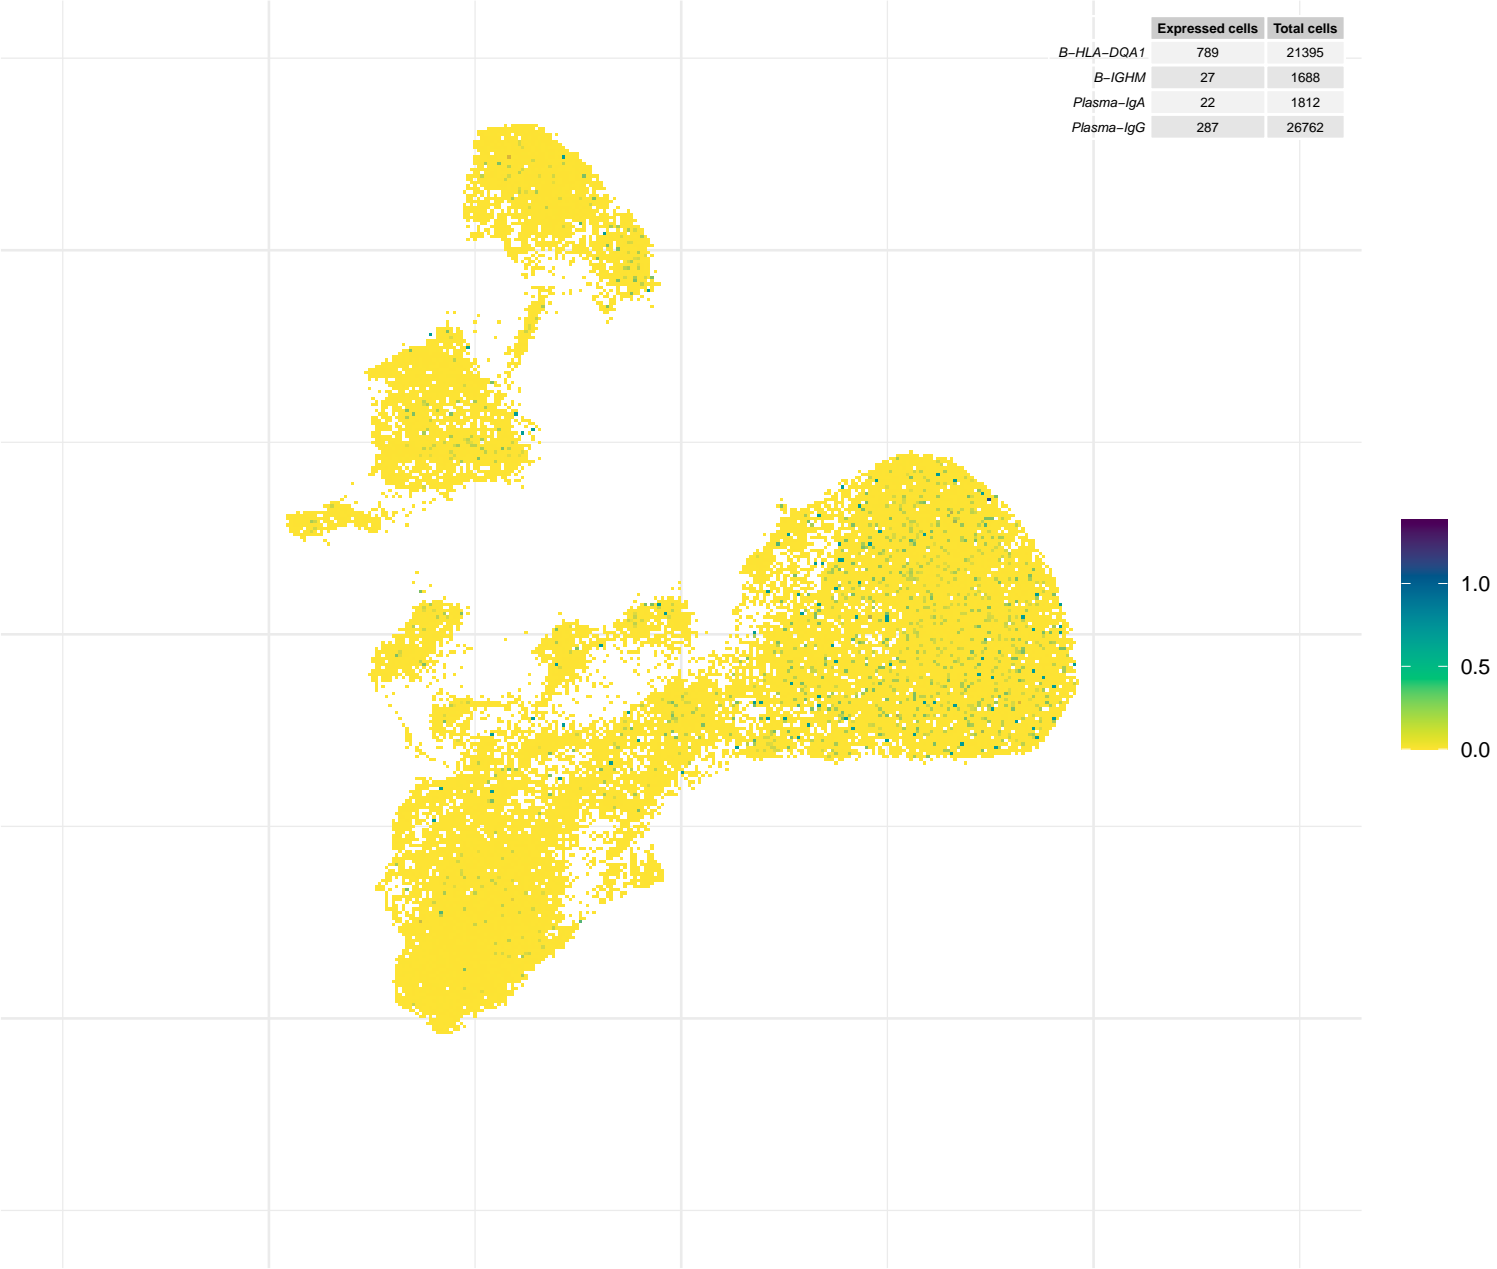 Expressed cells Total cells
B−HLA−DQA1 789 21395
B−IGHM 27 1688
Plasma−IgA 22 1812
Plasma−IgG 287 26762
1.0
0.5
0.0